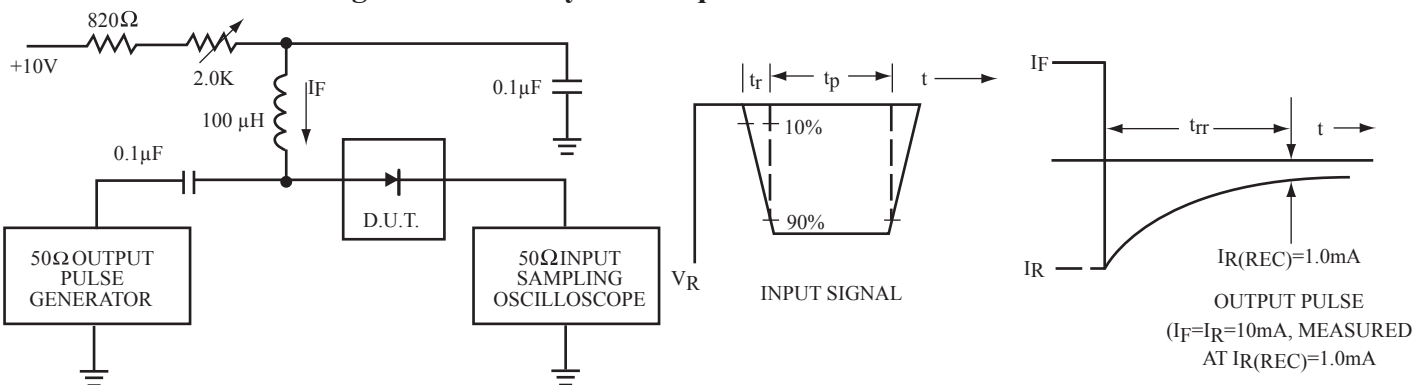 820Ω
+10V
2.0K
IF
100 µH
0.1µF
0.1µF
D.U.T.
50Ω OUTPUT
PULSE
GENERATOR
50Ω INPUT
SAMPLING
OSCILLOSCOPE
tr
tp
t
10%
90%
VR
INPUT SIGNAL
IF
trr
t
IR
IR(REC)=1.0mA
OUTPUT PULSE
(IF=IR=10mA, MEASURED
AT IR(REC)=1.0mA